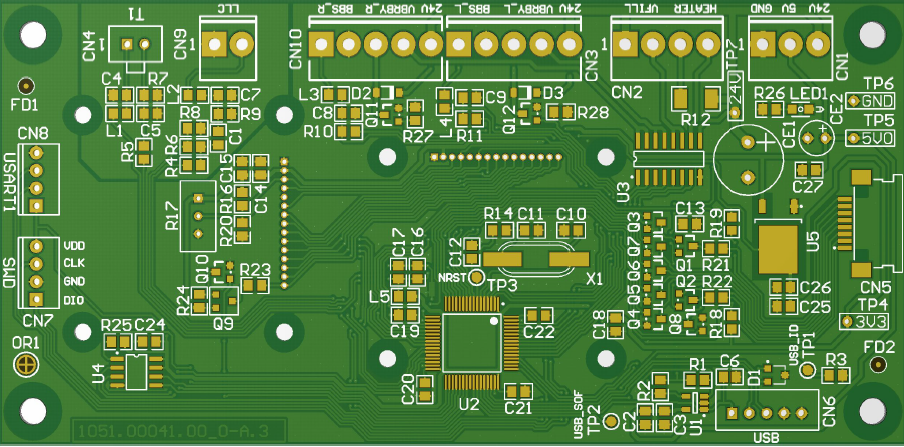 T1
LLC
BBS_R
24V VBRBY_R
BBS_L
24V VBRBY_L
VFILL
HEATER
GND
5V
24V
CN4
1
CN9
1
CN10
1
1
CN3
1
CN2
TP7
24V
1
CN1
C4
R7
L2
C7
L3
D2
C9
D3
R26
LED1
TP6
GND
FD1
R8
R9
C8
Q11
L4
Q12
R28
R12
CE1
CE2
TP5
5V0
L1
C5
R10
R27
R11
CN8
R5
R6
R4
C1
USART1
C15
R16
C14
U3
C27
R17
R20
R14
C11
C10
Q3
C13
R19
U5
SWD
VDD
CLK
GND
DIO
Q10
R23
C17
C16
C12
NRST
TP3
X1
Q7
Q6
Q5
Q4
Q1
R21
Q2
R22
Q8
R18
C26
C25
CN5
TP4
3V3
CN7
R24
Q9
L5
C19
C22
C18
OR1
R25
C24
U4
USB_ID
TP1
FD2
C20
U2
C21
R1
C6
D1
R3
R2
USB_SOF
TP2
C2
C3
U1
USB
CN6
1051.00041.00_0-A.3